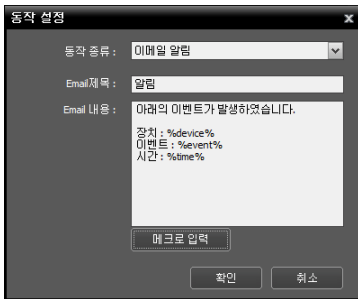 동작 설정 x
동작 종류 : 이메일 알림
Email제목 : 알림
Email 내용 : 아래의 이벤트가 발생하였습니다.
장치 : %device%
이벤트 : %event%
시간 : %time%
메크로 입력
확인 취소